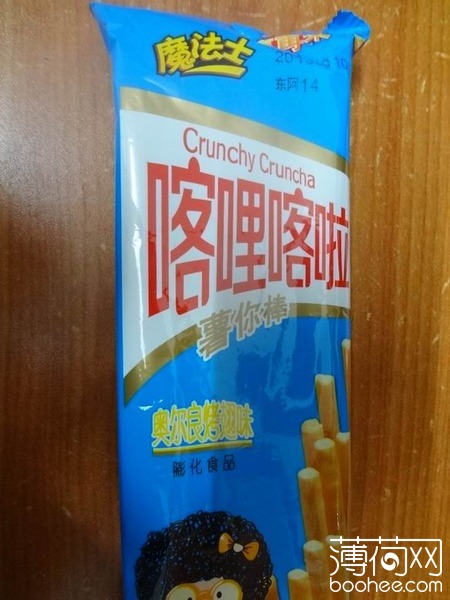 魔法士
东阿14
Crunchy Cruncha
喀哩喀啦
薯你棒
奥尔良烤翅味
膨化食品
薄荷网
boohee.com